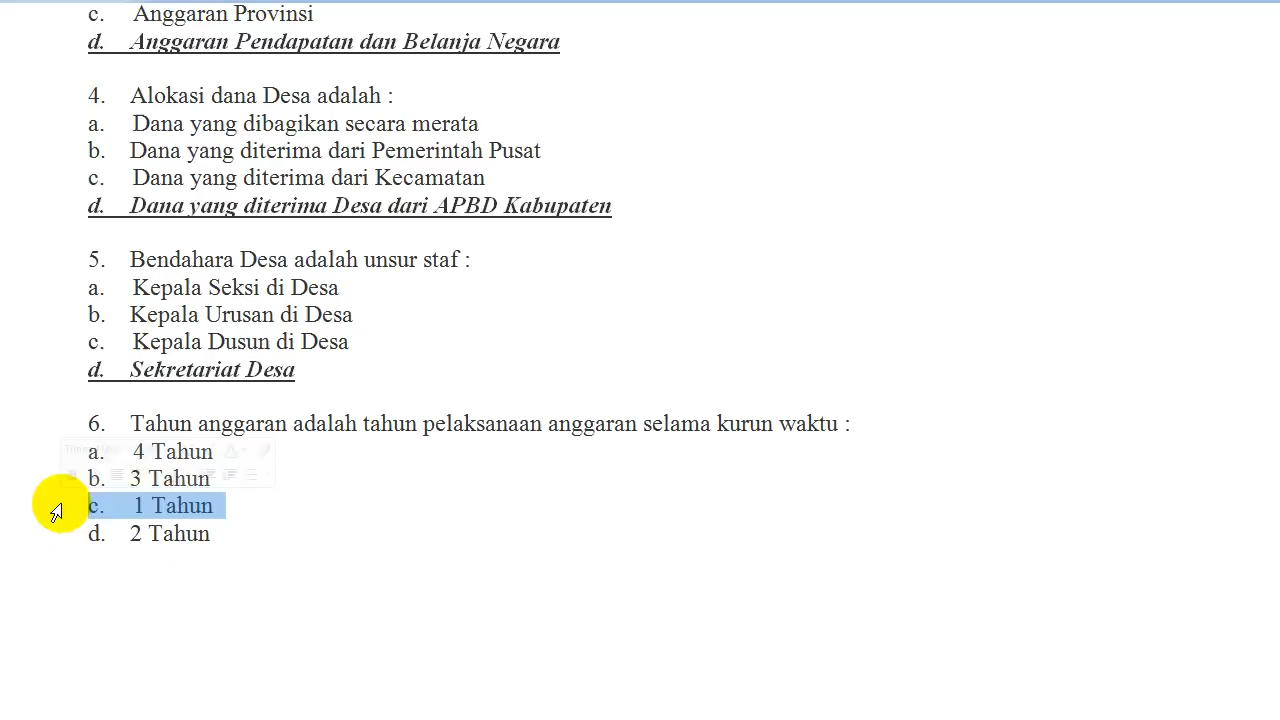 c. Anggaran Provinsi
d. Anggaran Pendapatan dan Belanja Negara
4. Alokasi dana Desa adalah :
a. Dana yang dibagikan secara merata
b. Dana yang diterima dari Pemerintah Pusat
c. Dana yang diterima dari Kecamatan
d. Dana yang diterima Desa dari APBD Kabupaten
5. Bendahara Desa adalah unsur staf :
a. Kepala Seksi di Desa
b. Kepala Urusan di Desa
c. Kepala Dusun di Desa
d. Sekretariat Desa
6. Tahun anggaran adalah tahun pelaksanaan anggaran selama kurun waktu :
a. 4 Tahun
b. 3 Tahun
c. 1 Tahun
d. 2 Tahun